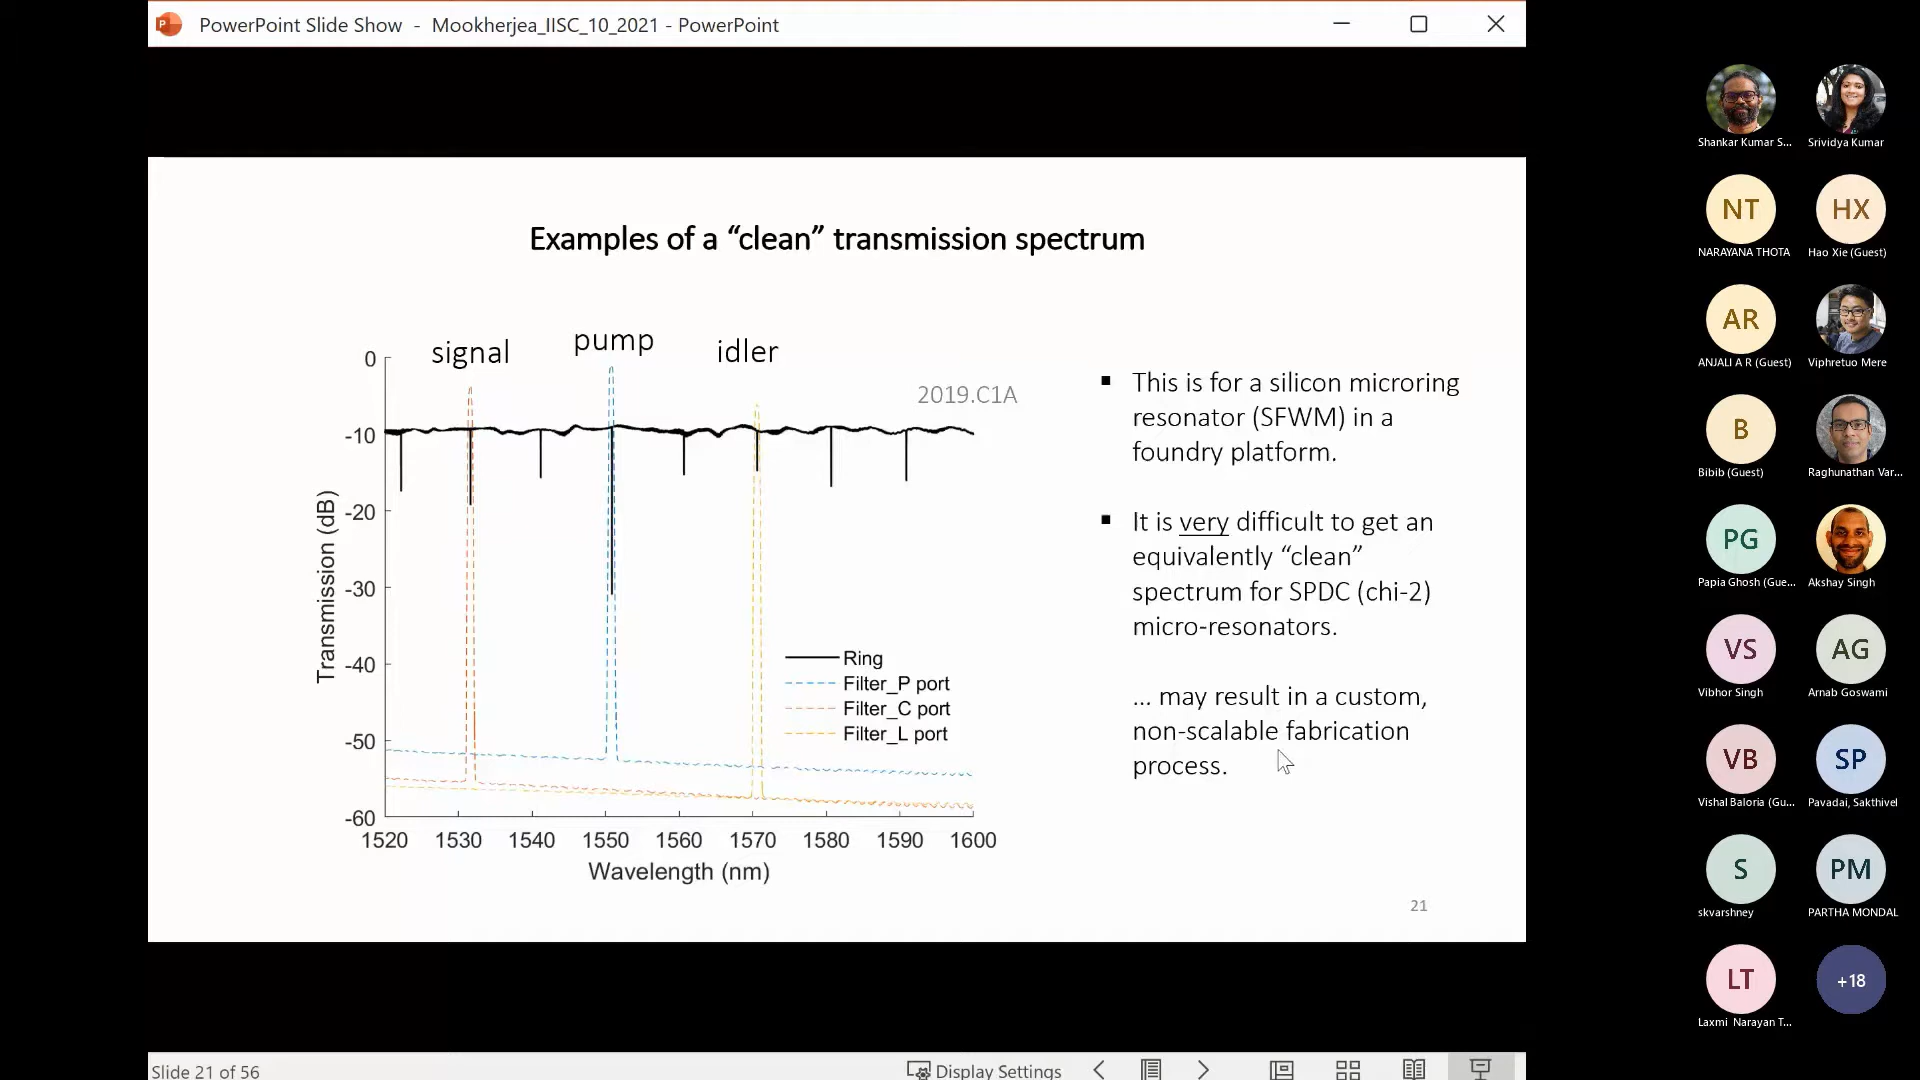 PowerPoint Slide Show - Mookherjea_IISC_10_2021 - PowerPoint
Examples of a “clean” transmission spectrum
signal
pump
idler
2019.C1A
Transmission (dB)
0
-10
-20
-30
-40
-50
-60
1520 1530 1540 1550 1560 1570 1580 1590 1600
Wavelength (nm)
Ring
Filter_P port
Filter_C port
Filter_L port
▪ This is for a silicon microring
resonator (SFWM) in a
foundry platform.
▪ It is very difficult to get an
equivalently “clean”
spectrum for SPDC (chi-2)
micro-resonators.
... may result in a custom,
non-scalable fabrication
process.
21
Slide 21 of 56
Display Settings
Shankar Kumar S...
Srividya Kumar
NT
HX
NARAYANA THOTA
Hao Xie (Guest)
AR
ANJALI A R (Guest)
Viphretuo Mere
B
Bibib (Guest)
Raghunathan Var...
PG
Papia Ghosh (Gue...
Akshay Singh
VS
AG
Vibhor Singh
Arnab Goswami
VB
SP
Vishal Baloria (Gu...
Pavadai, Sakthivel
S
PM
skvarshney
PARTHA MONDAL
LT
+18
Laxmi Narayan T...